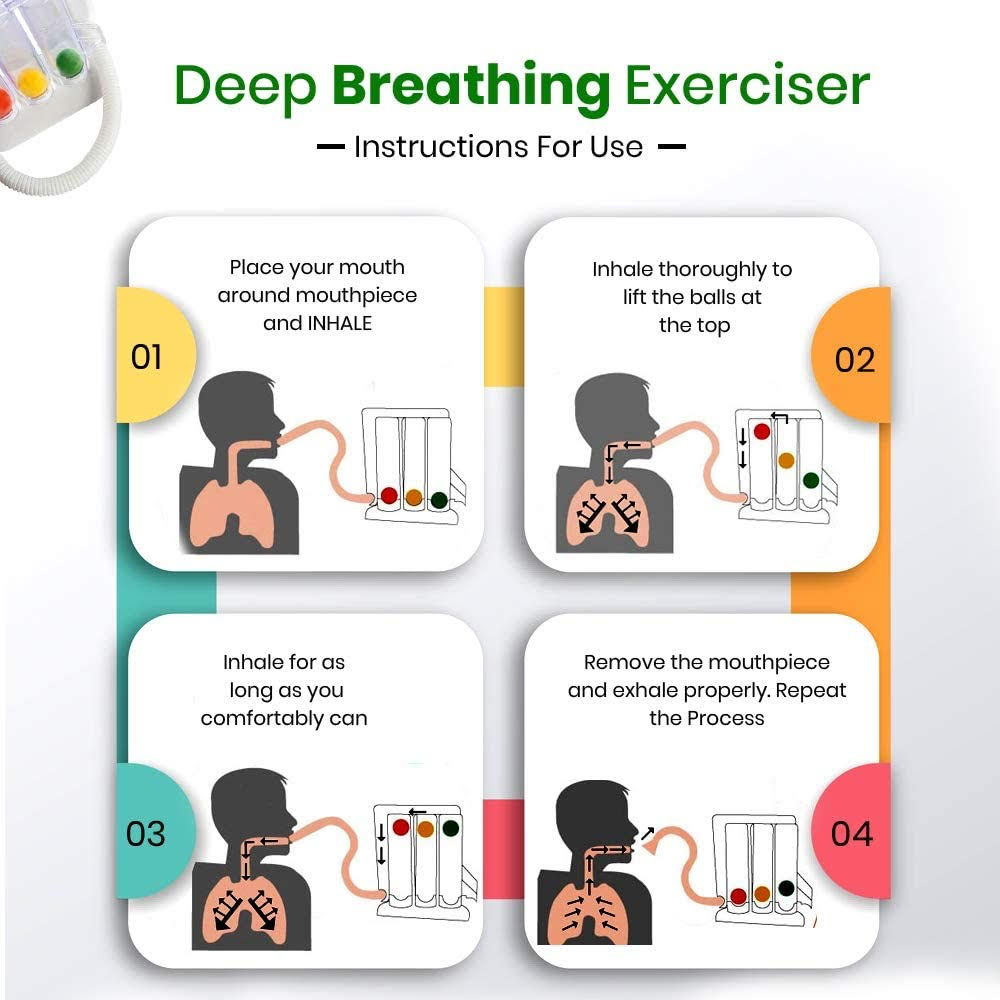 Deep Breathing Exerciser
Instructions For Use
01
Place your mouth
around mouthpiece
and INHALE
02
Inhale thoroughly to
lift the balls at
the top
03
Inhale for as
long as you
comfortably can
04
Remove the mouthpiece
and exhale properly. Repeat
the Process